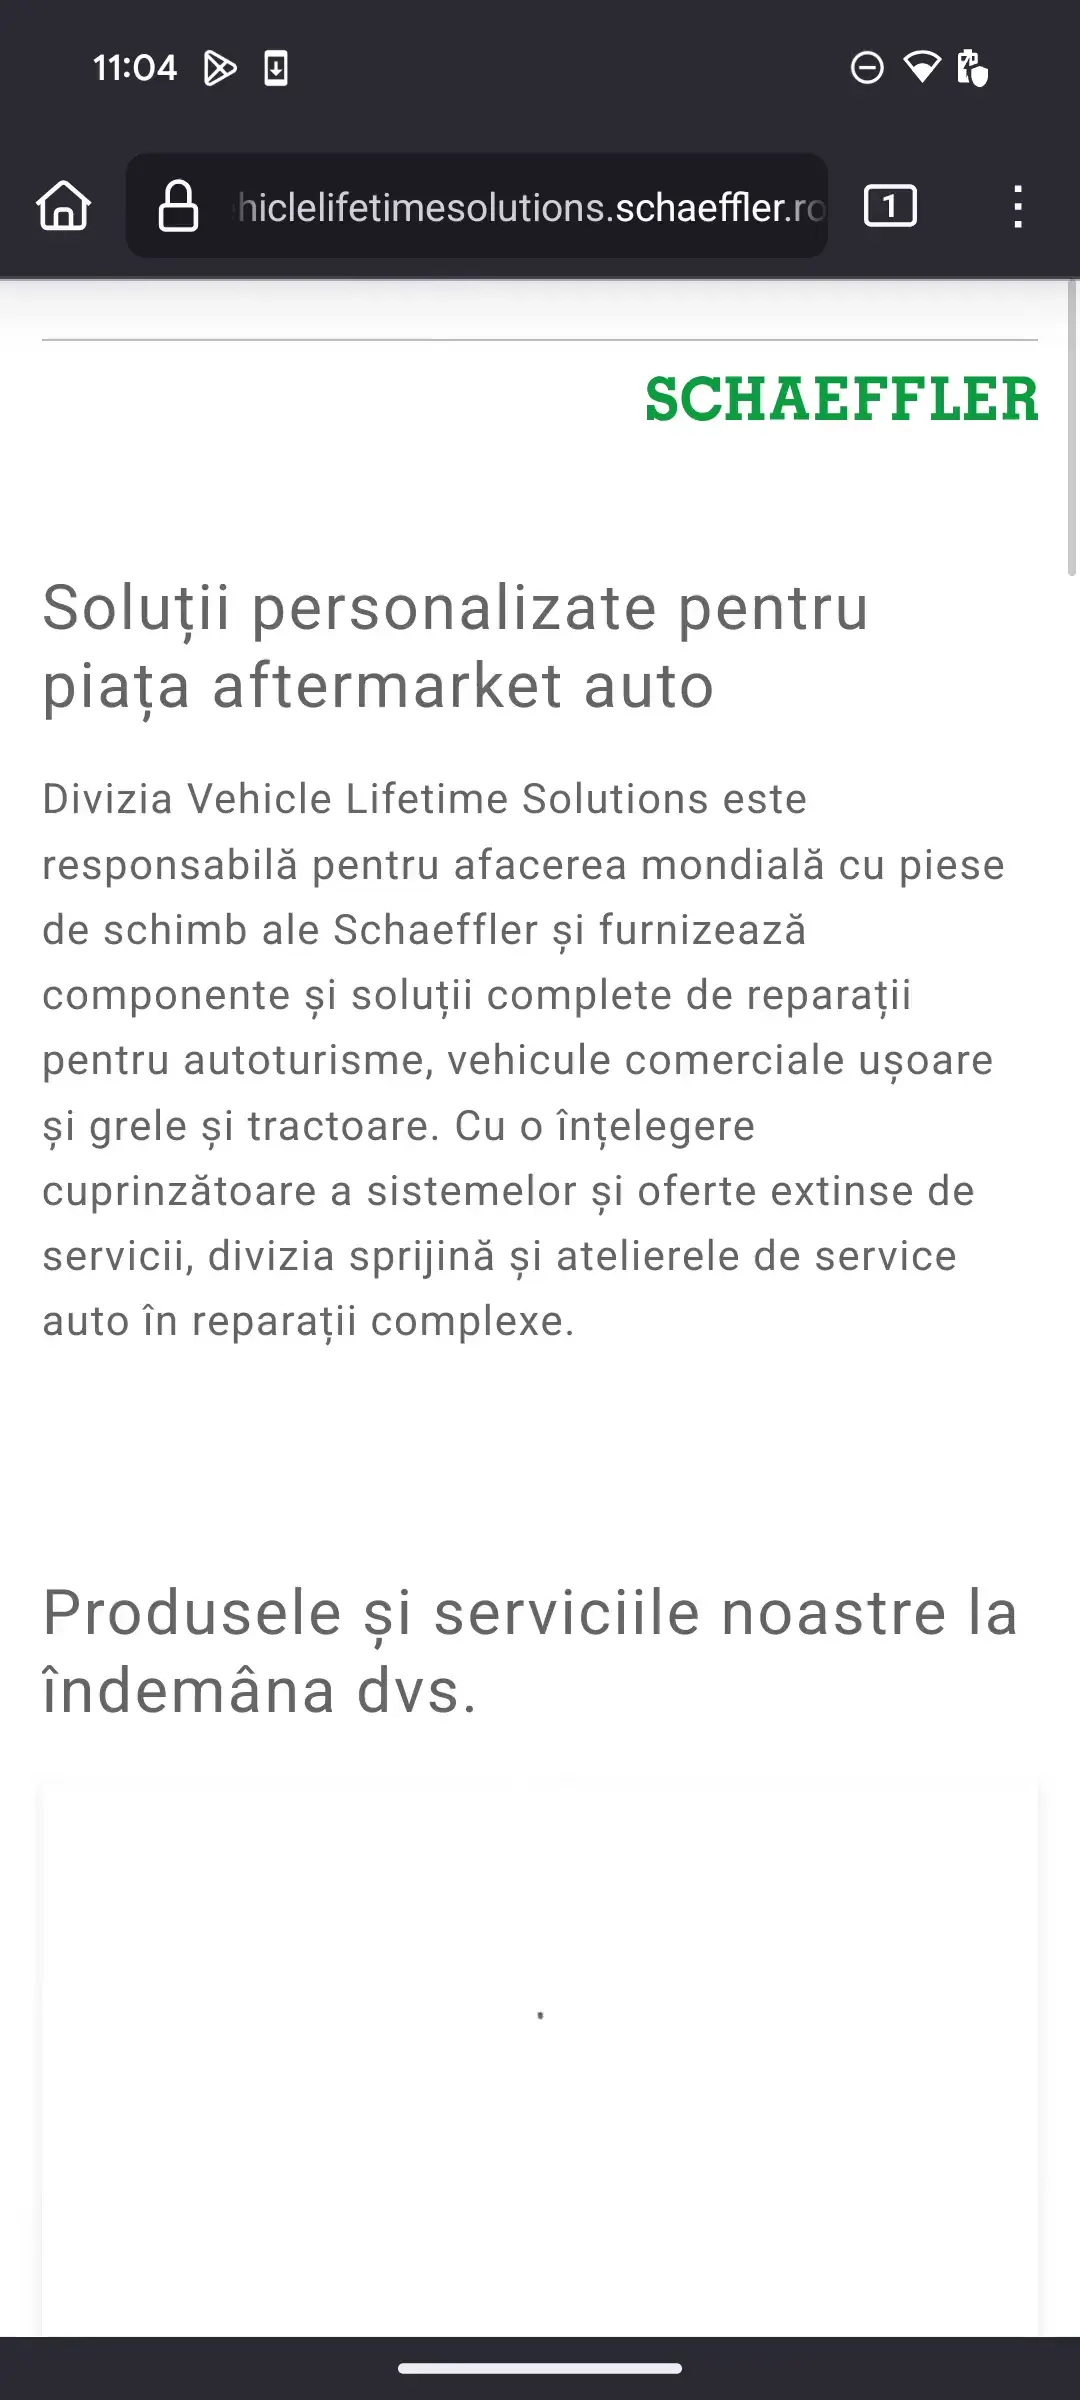 11:04
hiclelifetimesolutions.schaeffler.ro
1
SCHAEFFLER
Soluții personalizate pentru
piața aftermarket auto
Divizia Vehicle Lifetime Solutions este
responsabilă pentru afacerea mondială cu piese
de schimb ale Schaeffler și furnizează
componente și soluții complete de reparații
pentru autoturisme, vehicule comerciale ușoare
și grele și tractoare. Cu o înțelegere
cuprinzătoare a sistemelor și oferte extinse de
servicii, divizia sprijină și atelierele de service
auto în reparații complexe.
Produsele și serviciile noastre la
îndemâna dvs.